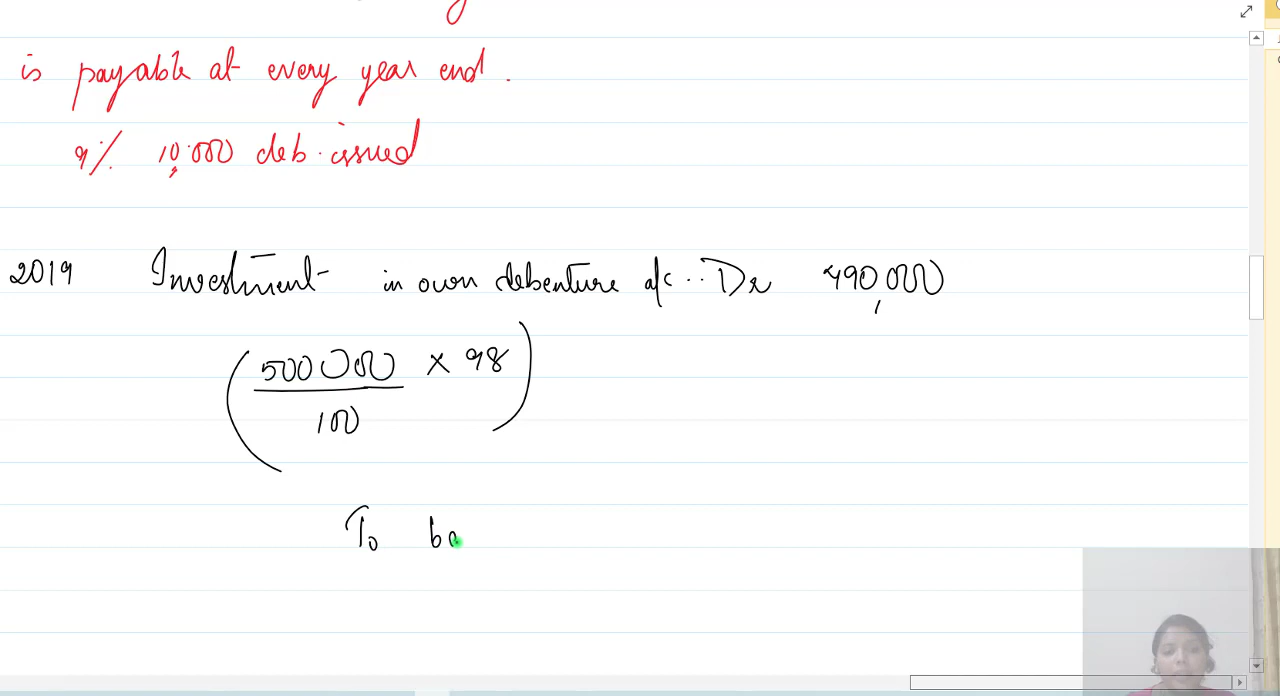 is payable at every year end.
9% 10,000 deb. issued
2019 Investment in own debenture a/c .. Dr 490,000
500000 × 98
100
To ba